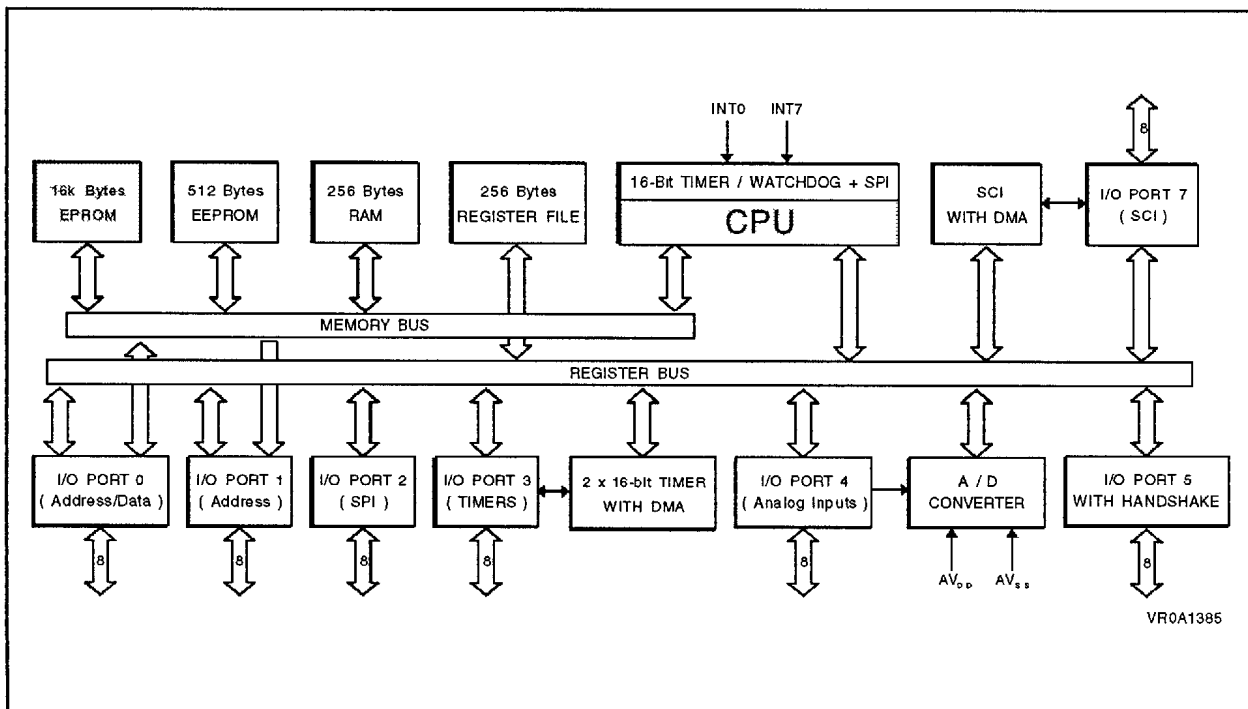 INT0 INT7
8
16k Bytes
EPROM
512 Bytes
EEPROM
256 Bytes
RAM
256 Bytes
REGISTER FILE
16-Bit TIMER / WATCHDOG + SPI
CPU
SCI
WITH DMA
I/O PORT 7
( SCI )
MEMORY BUS
REGISTER BUS
I/O PORT 0
( Address/Data )
I/O PORT 1
( Address )
I/O PORT 2
( SPI )
I/O PORT 3
( TIMERS )
2 x 16-bit TIMER
WITH DMA
I/O PORT 4
( Analog Inputs )
A / D
CONVERTER
I/O PORT 5
WITH HANDSHAKE
8 8 8 8 8 8
AVDD AVSS
VR0A1385